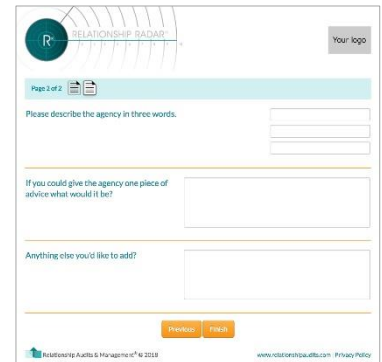 R
RELATIONSHIP RADAR
Your logo
Page 2 of 2
Please describe the agency in three words.
If you could give the agency one piece of
advice what would it be?
Anything else you'd like to add?
Previous Finish
Relationship Audits & Management® © 2018
www.relationshipaudits.com Privacy Policy